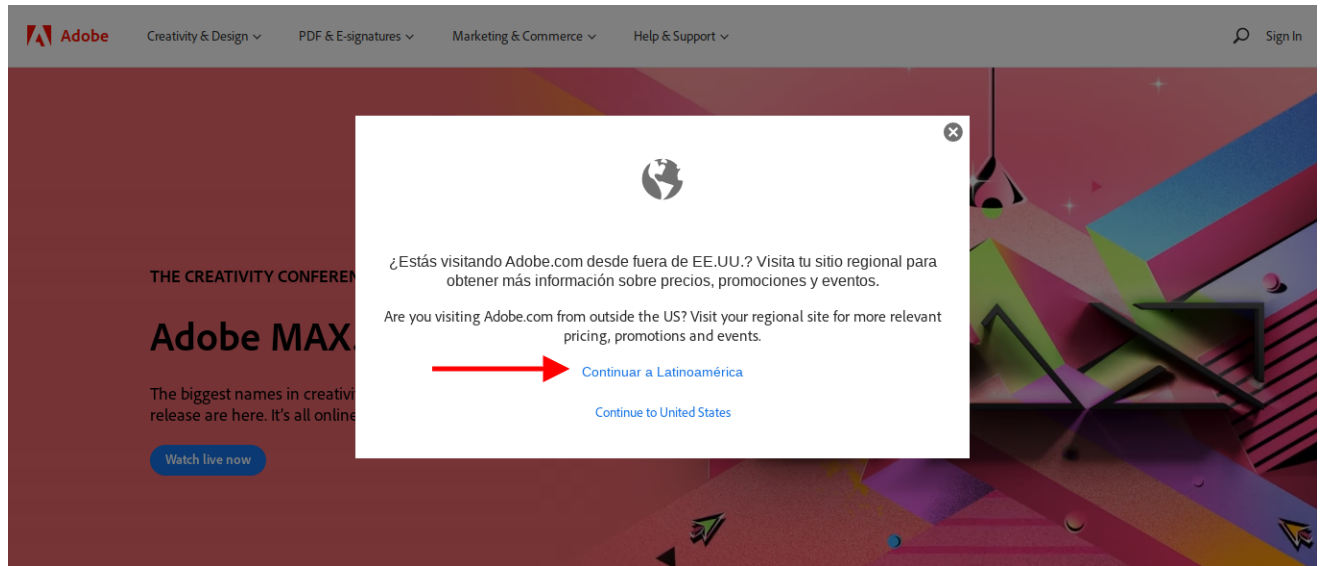 Adobe Creativity & Design PDF & E-signatures Marketing & Commerce Help & Support Sign In
¿Estás visitando Adobe.com desde fuera de EE.UU.? Visita tu sitio regional para
obtener más información sobre precios, promociones y eventos.
Are you visiting Adobe.com from outside the US? Visit your regional site for more relevant
pricing, promotions and events.
Continuar a Latinoamérica
Continue to United States
THE CREATIVITY
Adobe MAX.
The biggest names in
release are here. It's all online
Watch live now